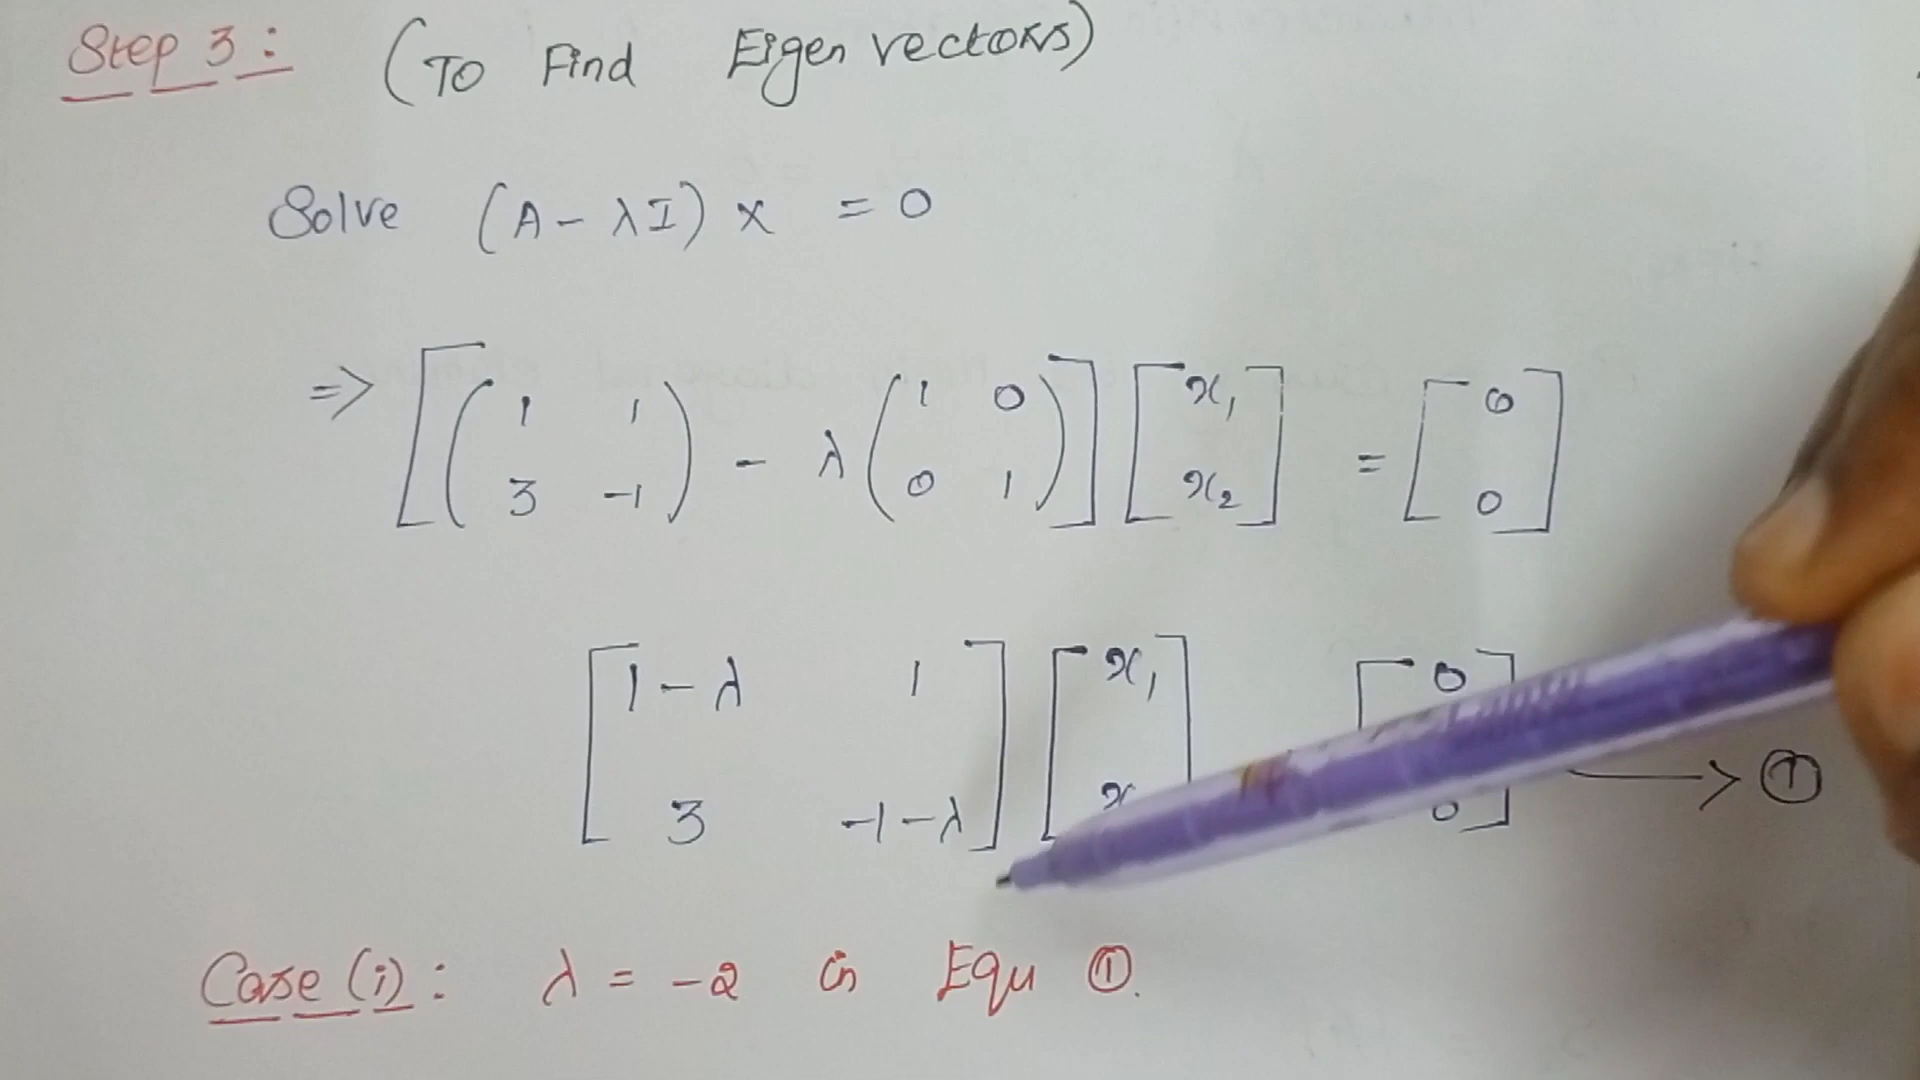 Step 3: (To Find Eigen vectors)
Solve (A - λI) x = 0
=> [( 1 1 ) - λ ( 1 0 )] [ x₁ ] = [ 0 ]
3 -1 0 1 x₂ 0
[ 1-λ 1 ] [ x₁ ] [ 0 ]
3 -1-λ x 0 → ①
Case (i): λ = -2 in Equ ①.